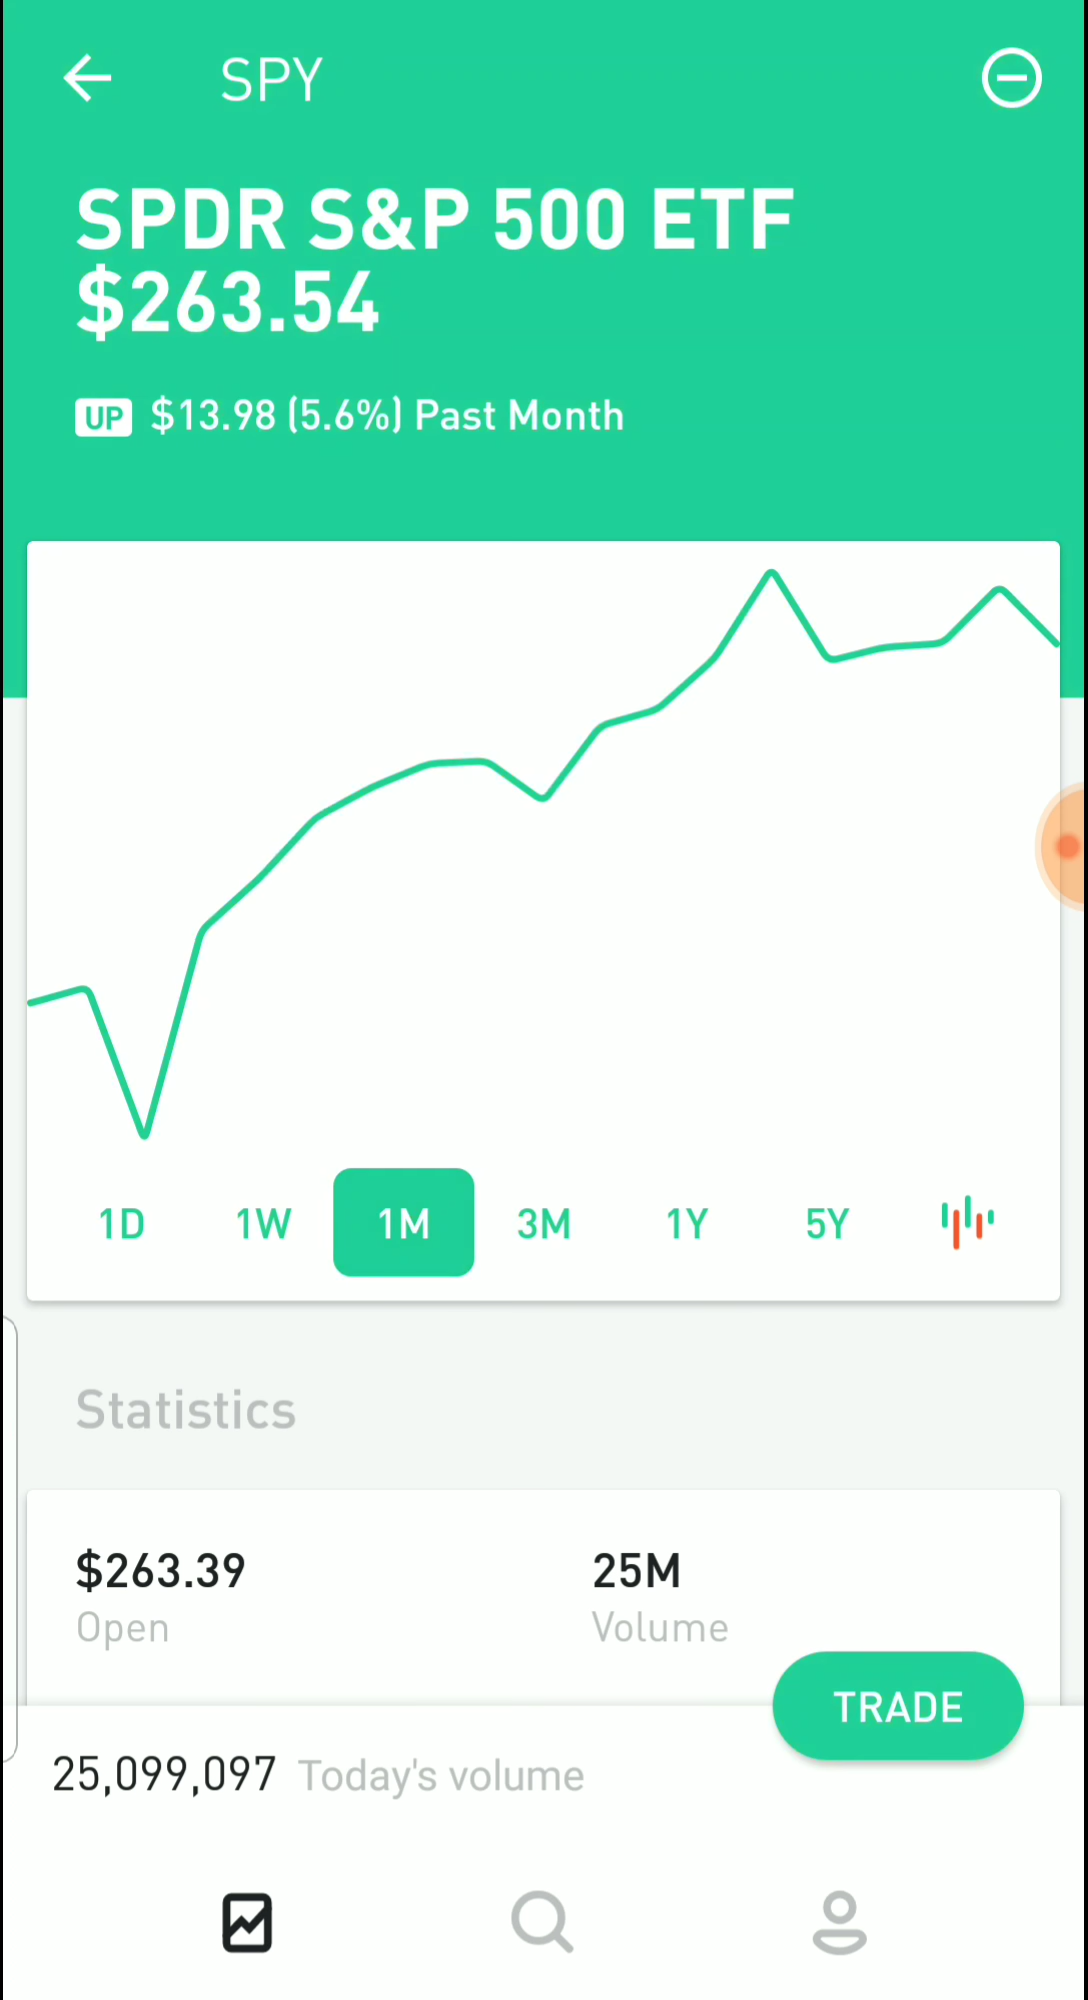 SPY
SPDR S&P 500 ETF
$263.54
UP $13.98 (5.6%) Past Month
1D 1W 1M 3M 1Y 5Y
Statistics
$263.39 25M
Open Volume
TRADE
25,099,097 Today's volume